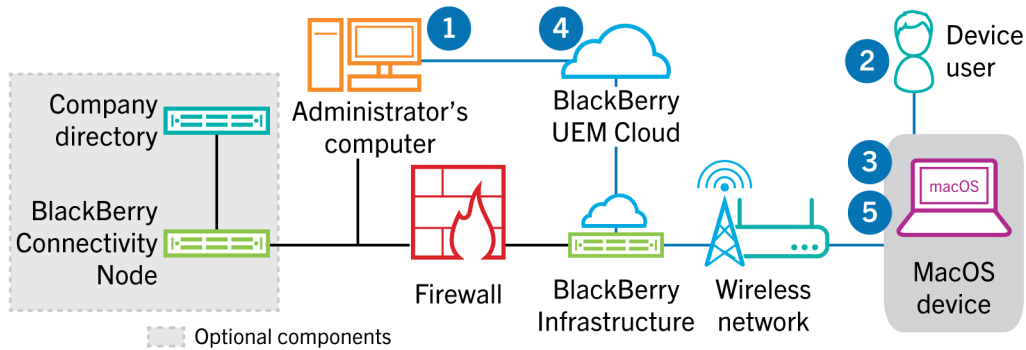 1
4
2
Device
user
Company
directory
Administrator's
computer
BlackBerry
UEM Cloud
3
macOS
5
BlackBerry
Connectivity
Node
Firewall
BlackBerry
Infrastructure
Wireless
network
MacOS
device
Optional components